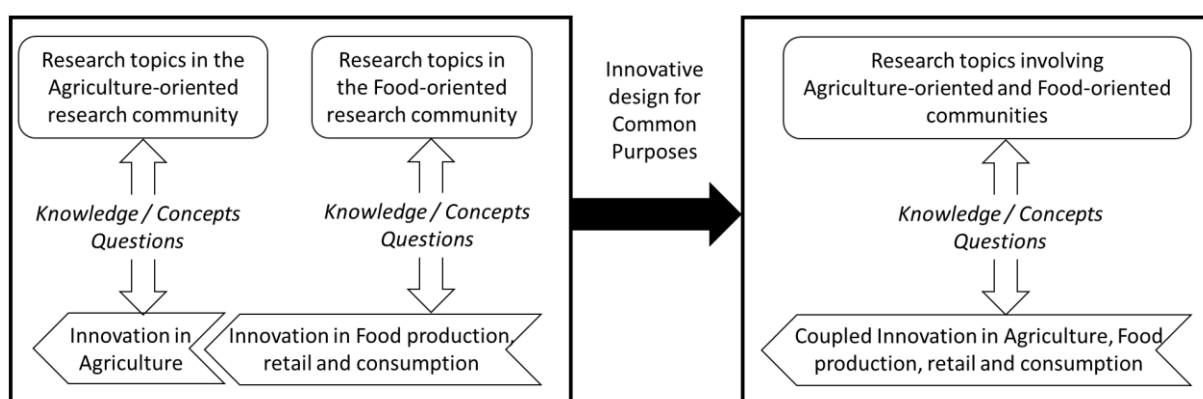 Research topics in the
Agriculture-oriented
research community
Knowledge / Concepts
Questions
Innovation in
Agriculture
Research topics in
the Food-oriented
research community
Knowledge / Concepts
Questions
Innovation in Food production,
retail and consumption
Innovative
design for
Common
Purposes
Research topics involving
Agriculture-oriented and Food-oriented
communities
Knowledge / Concepts
Questions
Coupled Innovation in Agriculture, Food
production, retail and consumption